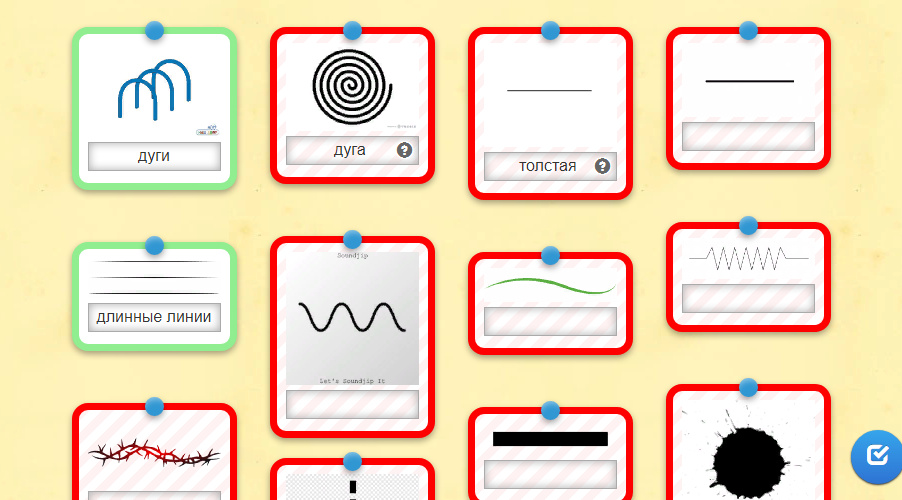 дуги
дуга
толстая
длинные линии
Soundjip
Let's Soundjip It